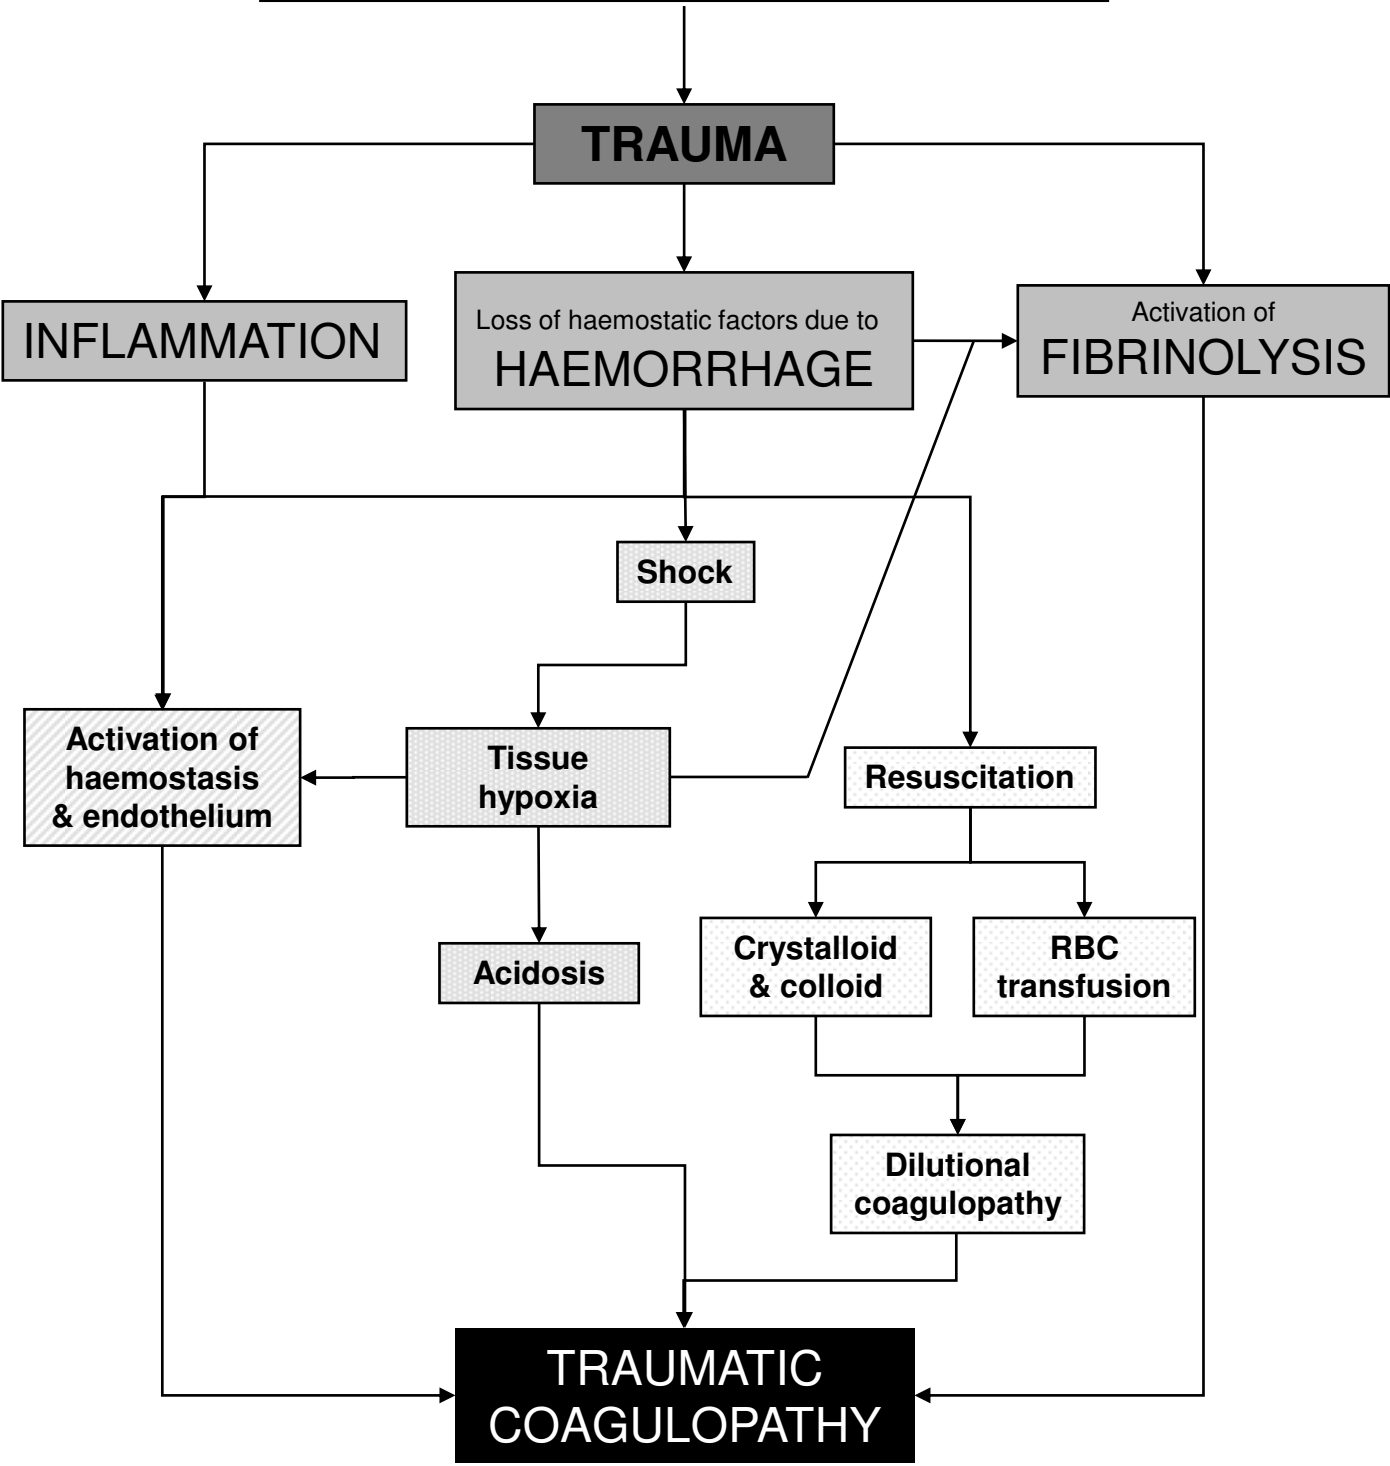 TRAUMA
INFLAMMATION
Loss of haemostatic factors due to
HAEMORRHAGE
Activation of
FIBRINOLYSIS
Shock
Activation of
haemostasis
& endothelium
Tissue
hypoxia
Resuscitation
Acidosis
Crystalloid
& colloid
RBC
transfusion
Dilutional
coagulopathy
TRAUMATIC
COAGULOPATHY